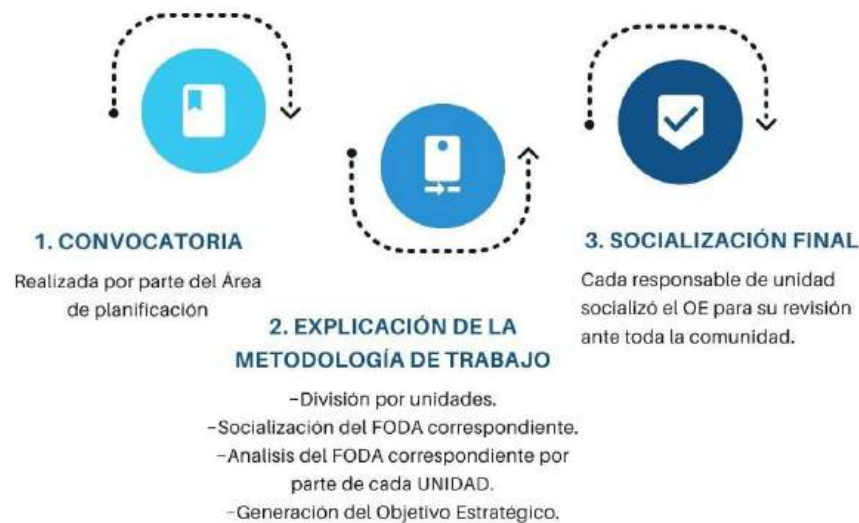 1. CONVOCATORIA
Realizada por parte del Área
de planificación
2. EXPLICACIÓN DE LA
METODOLOGÍA DE TRABAJO
–División por unidades.
–Socialización del FODA correspondiente.
–Analisis del FODA correspondiente por
parte de cada UNIDAD.
–Generación del Objetivo Estratégico.
3. SOCIALIZACIÓN FINAL
Cada responsable de unidad
socializó el OE para su revisión
ante toda la comunidad.